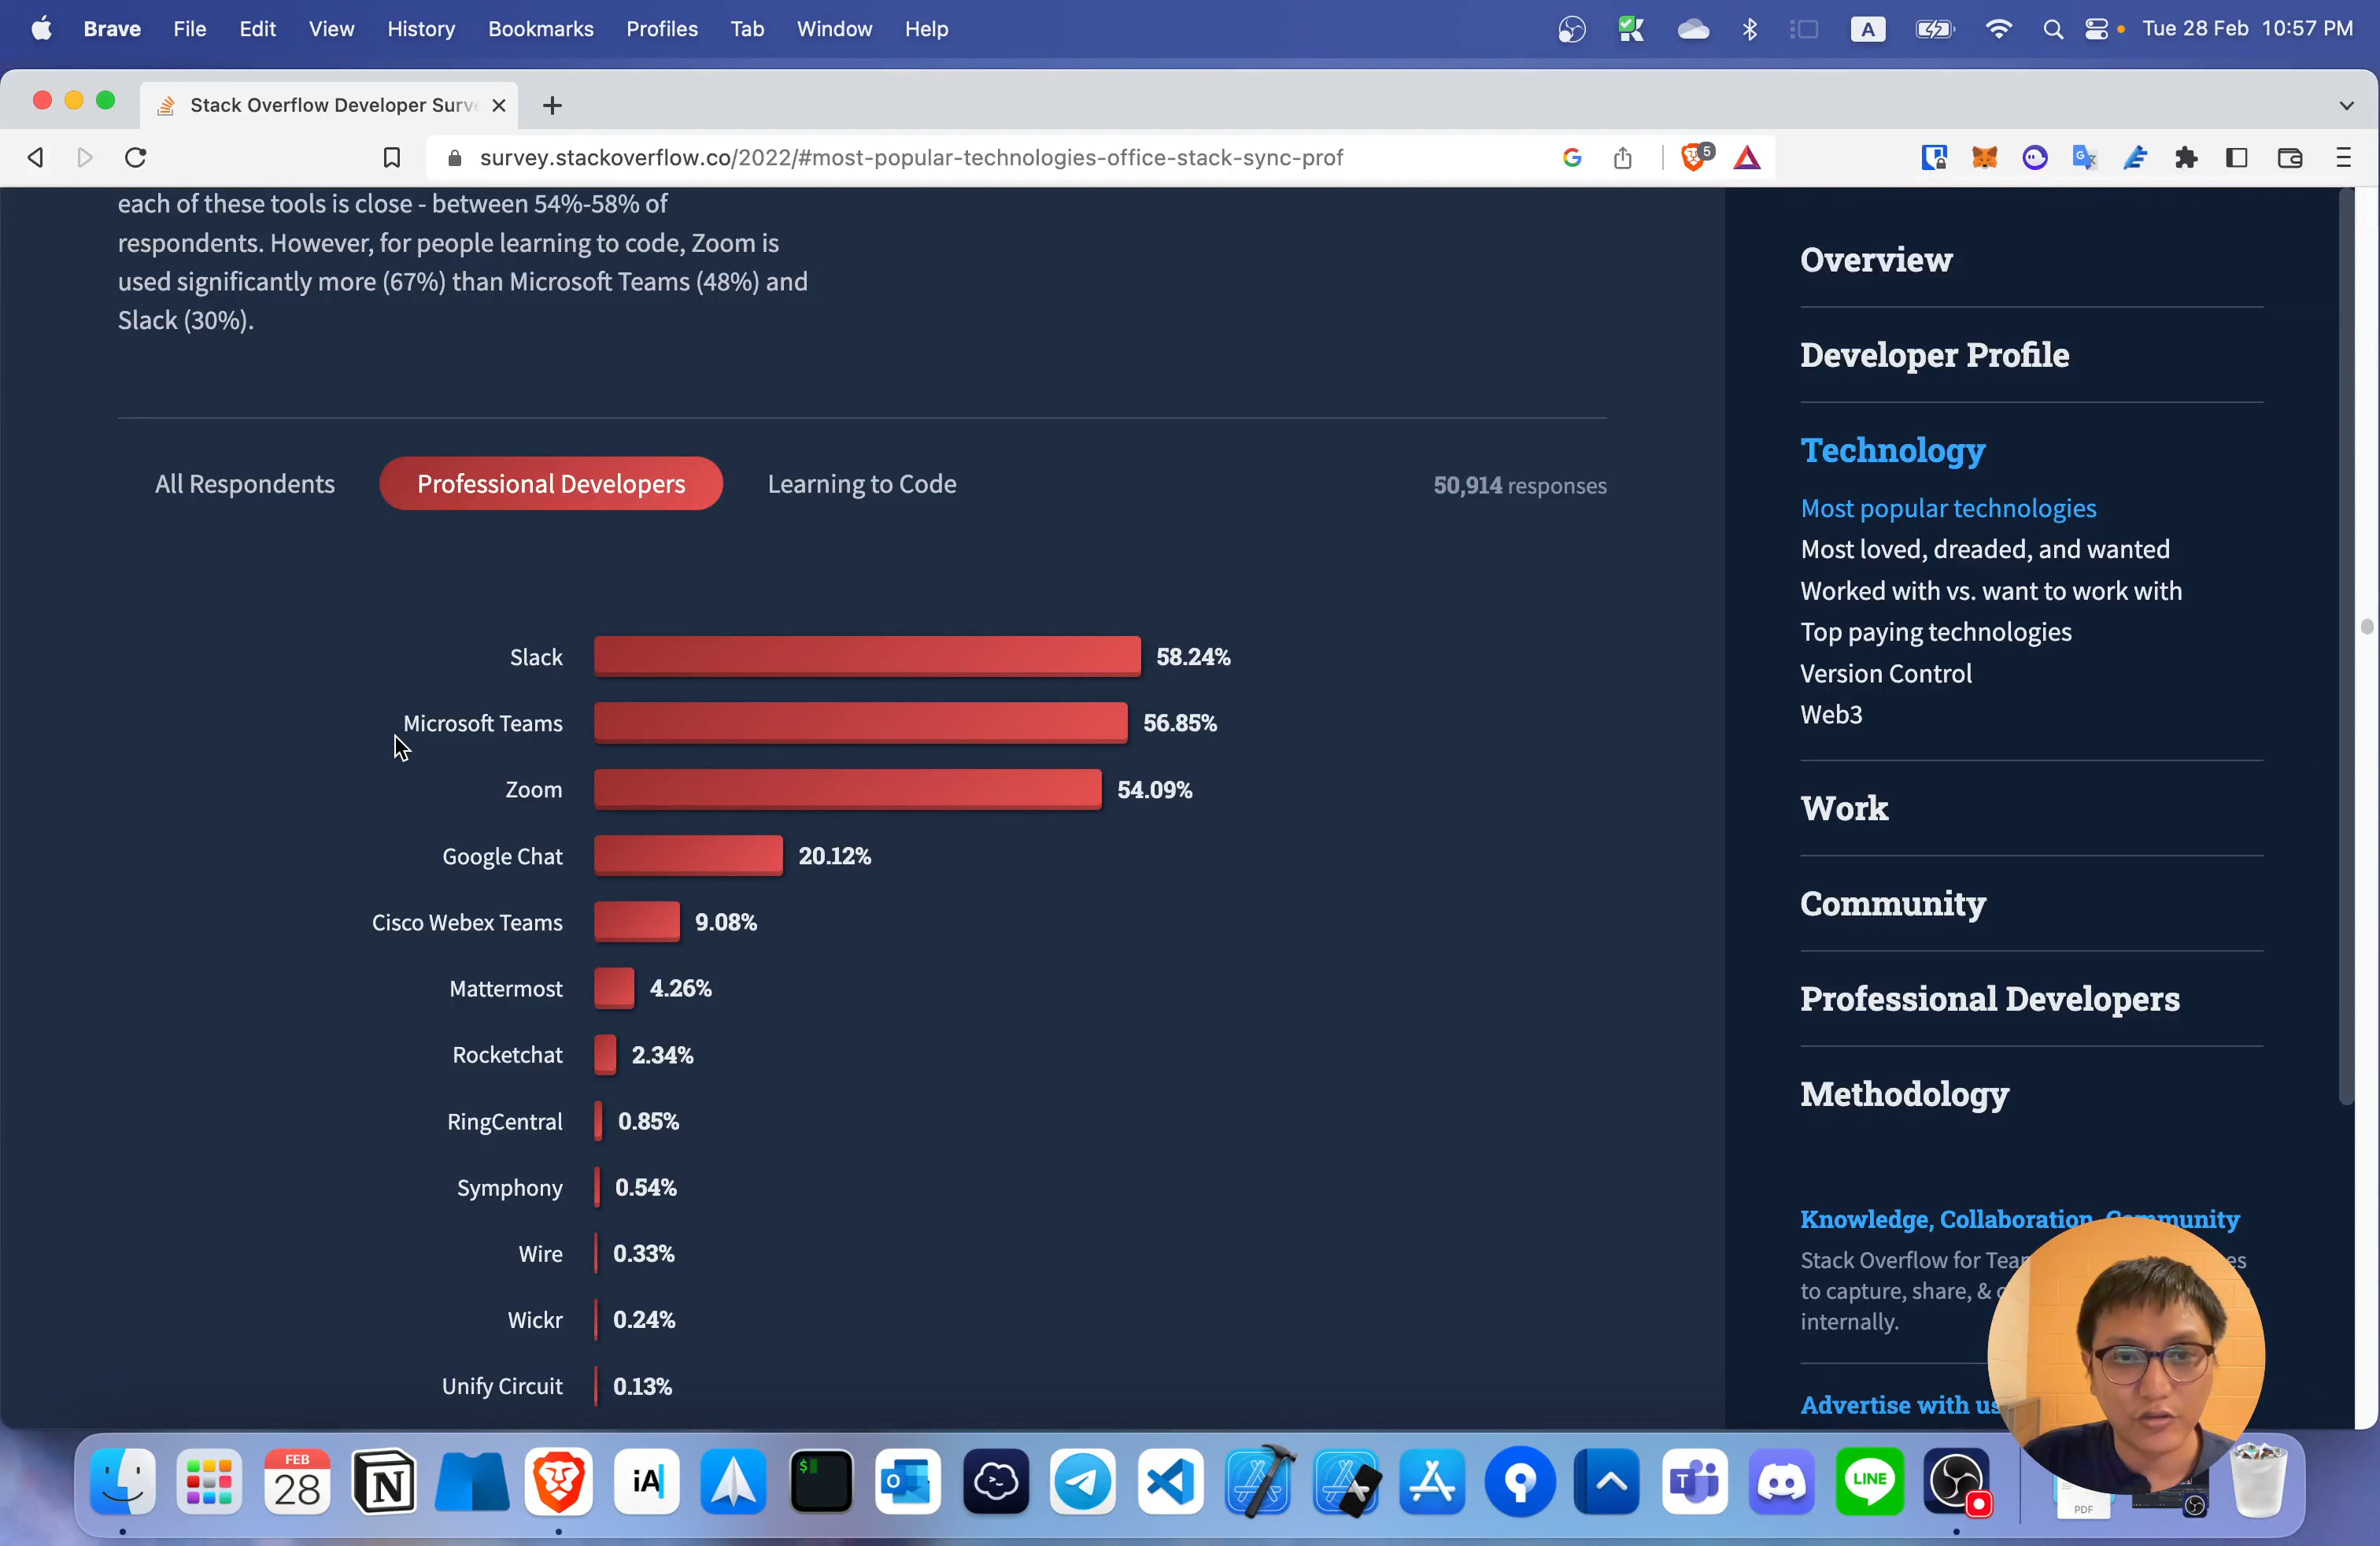 Brave File Edit View History Bookmarks Profiles Tab Window Help
A
Tue 28 Feb 10:57 PM
Stack Overflow Developer Surve
survey.stackoverflow.co/2022/#most-popular-technologies-office-stack-sync-prof
5
each of these tools is close - between 54%-58% of
respondents. However, for people learning to code, Zoom is
used significantly more (67%) than Microsoft Teams (48%) and
Slack (30%).
All Respondents Professional Developers Learning to Code 50,914 responses
Slack 58.24%
Microsoft Teams 56.85%
Zoom 54.09%
Google Chat 20.12%
Cisco Webex Teams 9.08%
Mattermost 4.26%
Rocketchat 2.34%
RingCentral 0.85%
Symphony 0.54%
Wire 0.33%
Wickr 0.24%
Unify Circuit 0.13%
Overview
Developer Profile
Technology
Most popular technologies
Most loved, dreaded, and wanted
Worked with vs. want to work with
Top paying technologies
Version Control
Web3
Work
Community
Professional Developers
Methodology
Knowledge, Collaboration, Community
Stack Overflow for
to capture, share, &
internally.
Advertise with us
FEB
28
N
iA
$
O
T
LINE
PDF